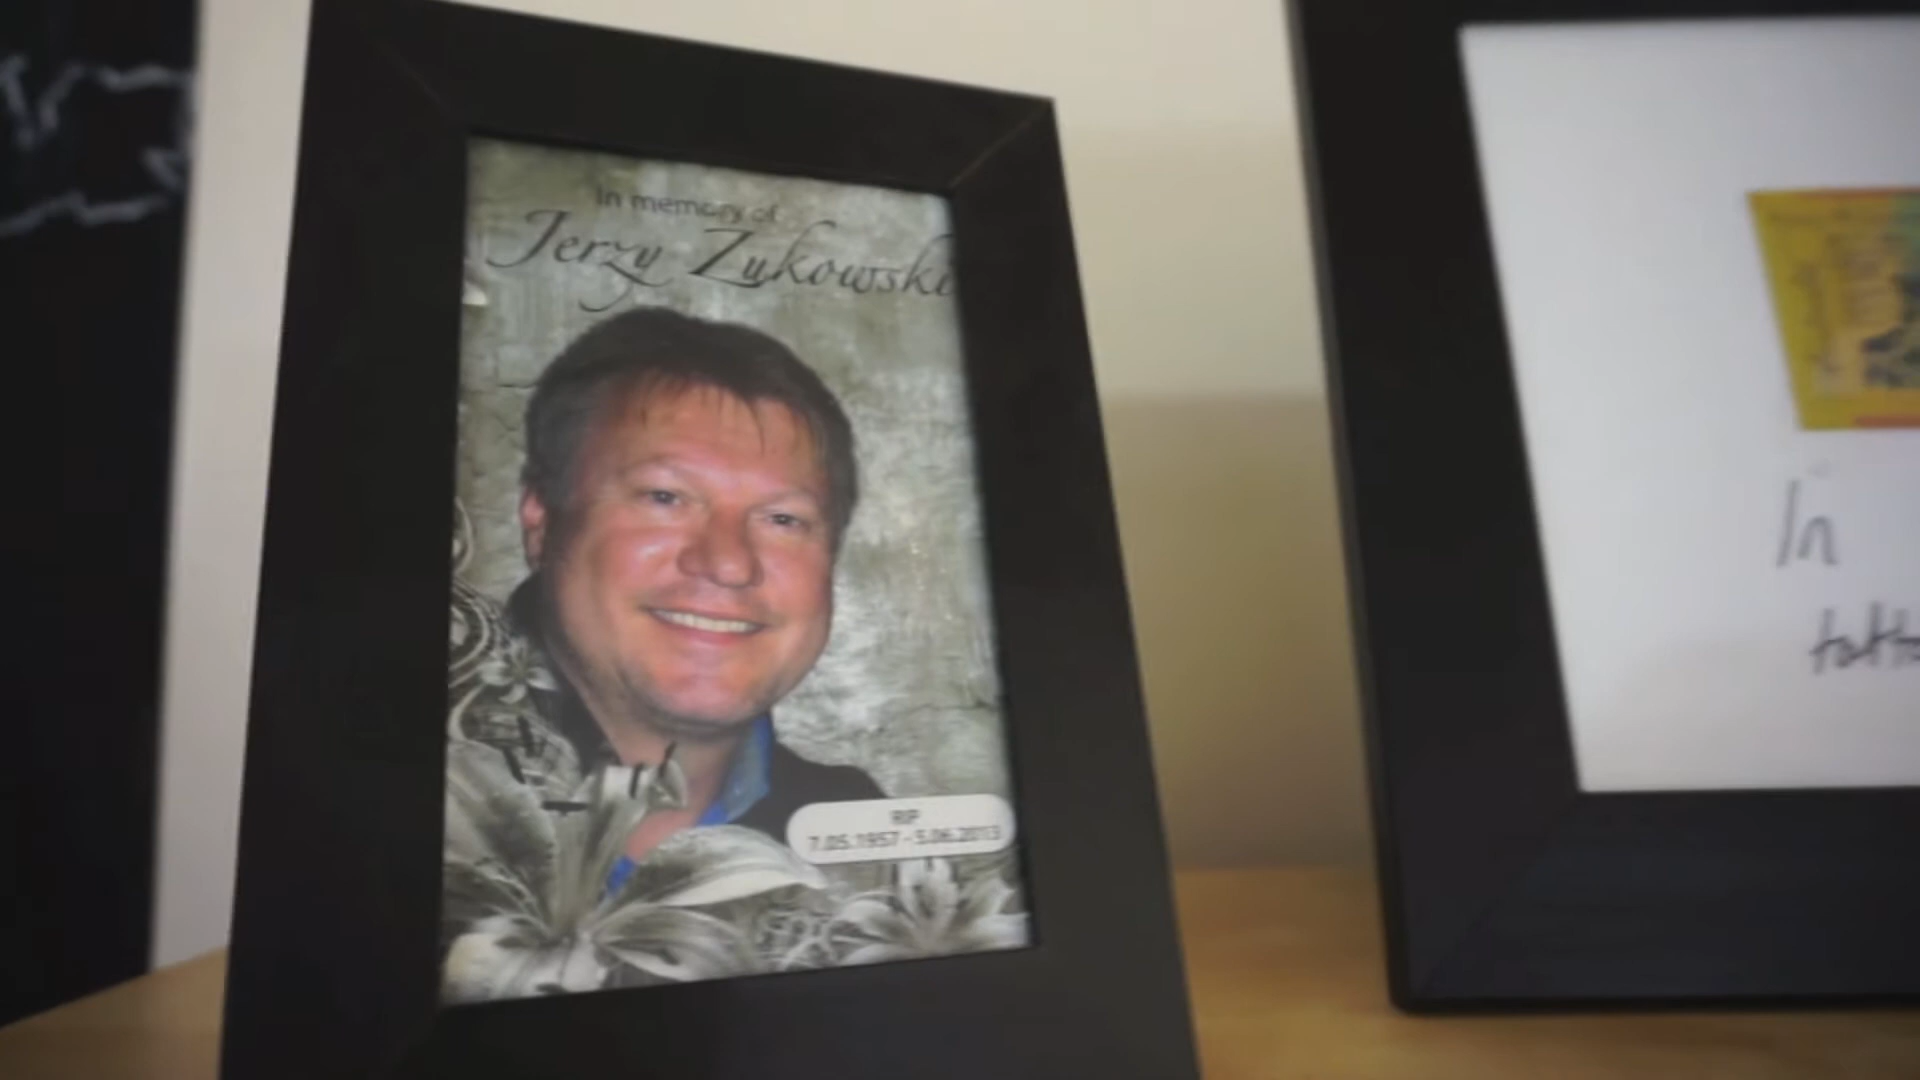 In memory of
Jerzy Zukowski
RIP
7.05.1957 - 5.06.2013
In